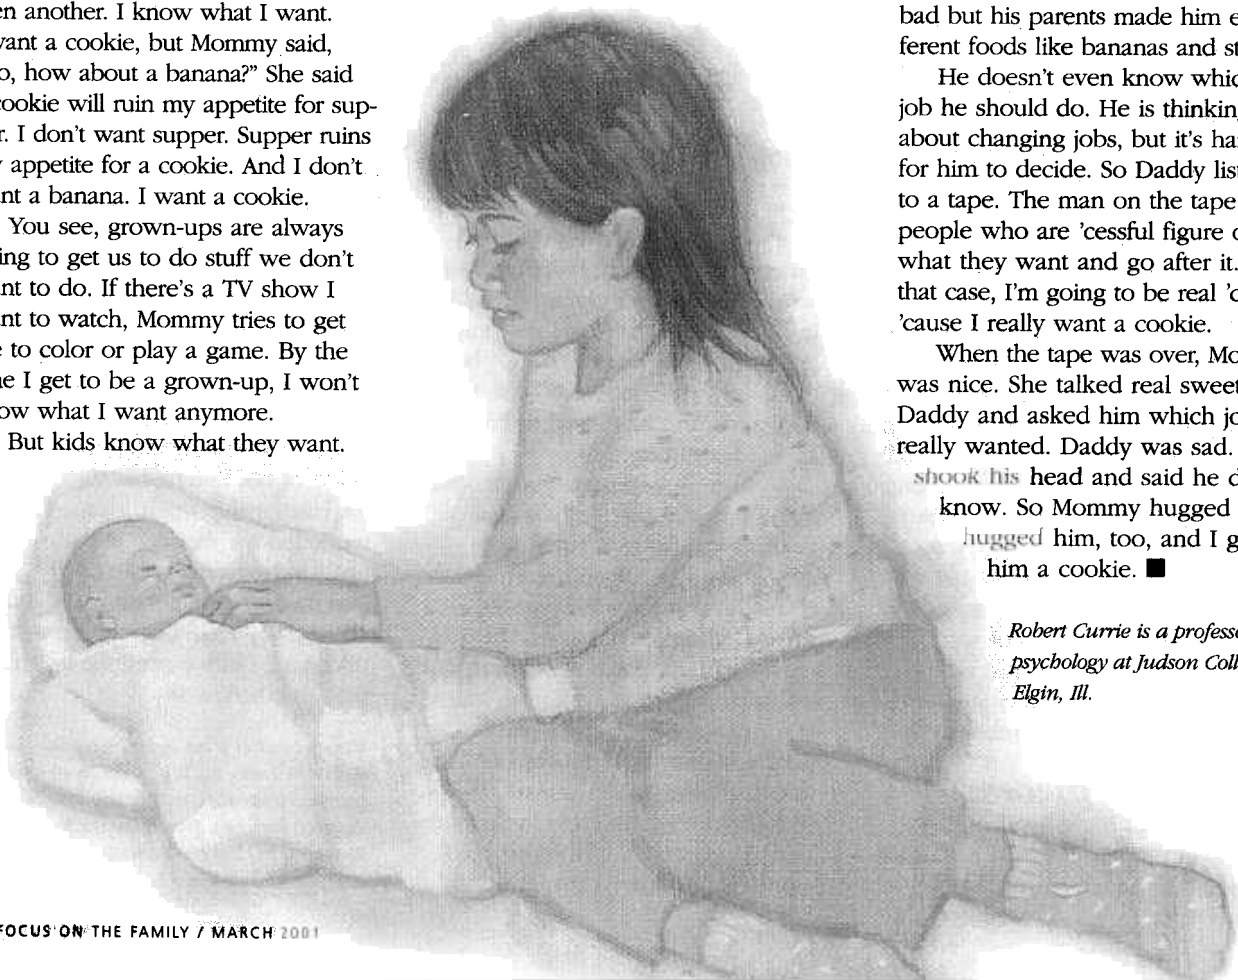 en another. I know what I want.
vant a cookie, but Mommy said,
o, how about a banana?” She said
cookie will ruin my appetite for sup-
r. I don't want supper. Supper ruins
y appetite for a cookie. And I don't
nt a banana. I want a cookie.
You see, grown-ups are always
ing to get us to do stuff we don't
nt to do. If there's a TV show I
nt to watch, Mommy tries to get
e to color or play a game. By the
ne I get to be a grown-up, I won't
ow what I want anymore.
But kids know what they want.
bad but his parents made him e
ferent foods like bananas and st
He doesn't even know whic
job he should do. He is thinkin
about changing jobs, but it's ha
for him to decide. So Daddy list
to a tape. The man on the tape
people who are 'cessful figure o
what they want and go after it.
that case, I'm going to be real 'c
'cause I really want a cookie.
When the tape was over, Mo
was nice. She talked real sweet
Daddy and asked him which jo
really wanted. Daddy was sad.
shook his head and said he d
know. So Mommy hugged
hugged him, too, and I g
him a cookie. ■
Robert Currie is a professo
psychology at Judson Coll
Elgin, Ill.
FOCUS ON THE FAMILY / MARCH 2001